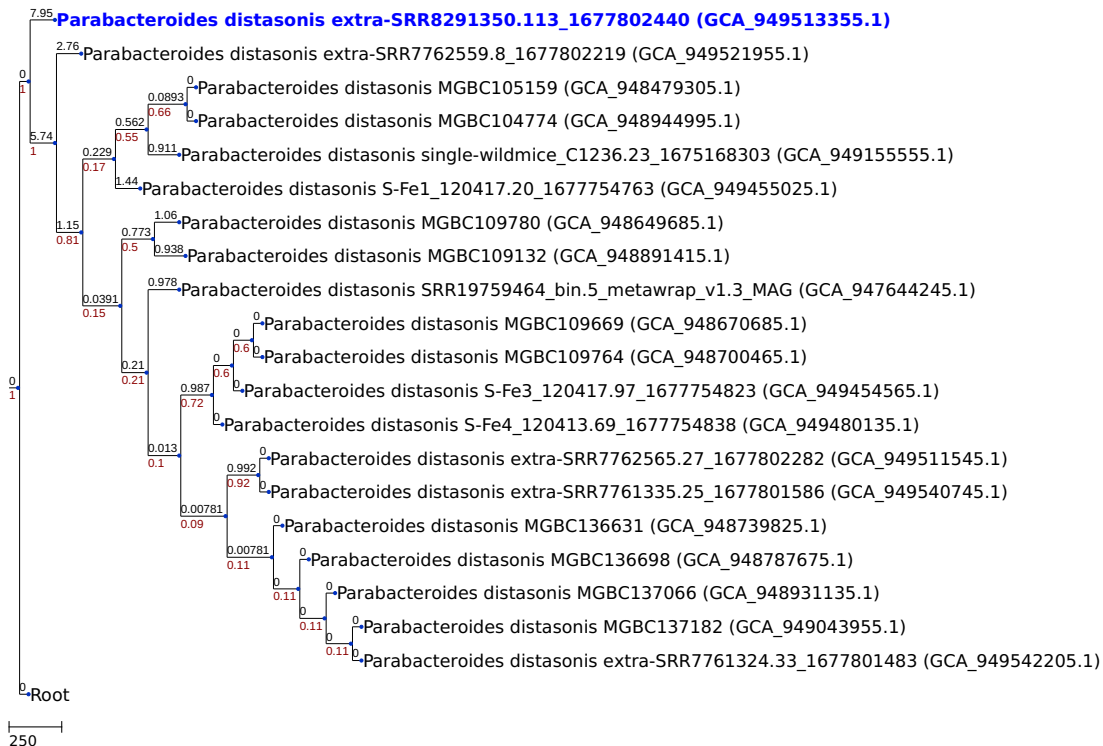 7.95
Parabacteroides distasonis extra-SRR8291350.113_1677802440 (GCA_949513355.1)
2.76
Parabacteroides distasonis extra-SRR7762559.8_1677802219 (GCA_949521955.1)
0
1
0
Parabacteroides distasonis MGBC105159 (GCA_948479305.1)
0.0893
0.66
0
Parabacteroides distasonis MGBC104774 (GCA_948944995.1)
0.562
0.55
5.74
1
0.911
Parabacteroides distasonis single-wildmice_C1236.23_1675168303 (GCA_949155555.1)
0.229
0.17
1.44
Parabacteroides distasonis S-Fe1_120417.20_1677754763 (GCA_949455025.1)
1.06
Parabacteroides distasonis MGBC109780 (GCA_948649685.1)
1.15
0.81
0.773
0.5
0.938
Parabacteroides distasonis MGBC109132 (GCA_948891415.1)
0.978
Parabacteroides distasonis SRR19759464_bin.5_metawrap_v1.3_MAG (GCA_947644245.1)
0.0391
0.15
0
Parabacteroides distasonis MGBC109669 (GCA_948670685.1)
0
0.6
0
Parabacteroides distasonis MGBC109764 (GCA_948700465.1)
0
0.6
0.21
0.21
0
Parabacteroides distasonis S-Fe3_120417.97_1677754823 (GCA_949454565.1)
0
1
0.987
0.72
0
Parabacteroides distasonis S-Fe4_120413.69_1677754838 (GCA_949480135.1)
0.013
0.1
0
Parabacteroides distasonis extra-SRR7762565.27_1677802282 (GCA_949511545.1)
0.992
0.92
0
Parabacteroides distasonis extra-SRR7761335.25_1677801586 (GCA_949540745.1)
0.00781
0.09
0
Parabacteroides distasonis MGBC136631 (GCA_948739825.1)
0.00781
0.11
0
Parabacteroides distasonis MGBC136698 (GCA_948787675.1)
0
0.11
0
Parabacteroides distasonis MGBC137066 (GCA_948931135.1)
0
0.11
0
Parabacteroides distasonis MGBC137182 (GCA_949043955.1)
0
0.11
0
Parabacteroides distasonis extra-SRR7761324.33_1677801483 (GCA_949542205.1)
0
Root
250